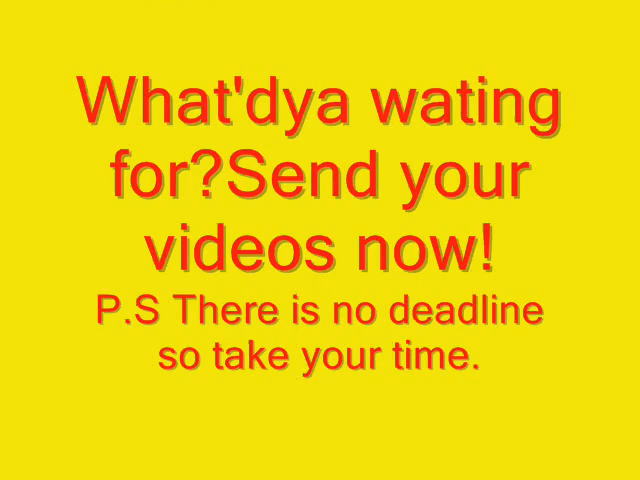 What'dya wating
for?Send your
videos now!
P.S There is no deadline
so take your time.